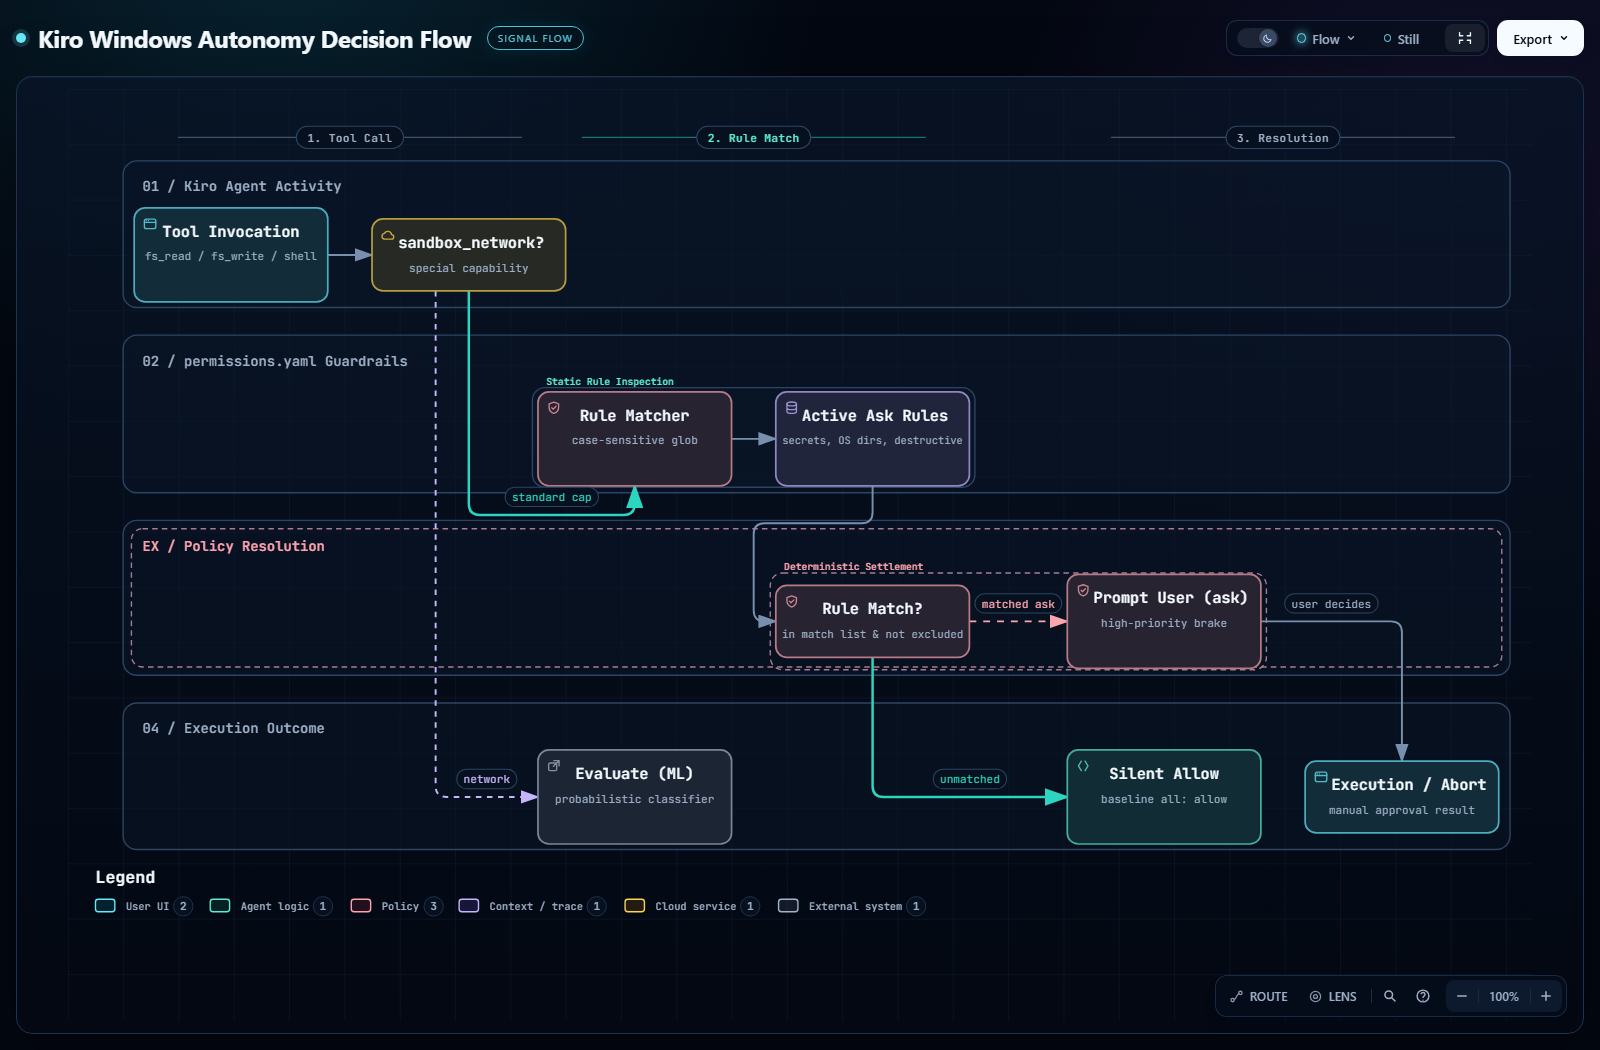 Kiro Windows Autonomy Decision Flow
SIGNAL FLOW
Flow
Still
Export
1. Tool Call
2. Rule Match
3. Resolution
01 / Kiro Agent Activity
Tool Invocation
fs_read / fs_write / shell
sandbox_network?
special capability
02 / permissions.yaml Guardrails
Static Rule Inspection
Rule Matcher
case-sensitive glob
Active Ask Rules
secrets, OS dirs, destructive
standard cap
EX / Policy Resolution
Deterministic Settlement
Rule Match?
in match list & not excluded
matched ask
Prompt User (ask)
high-priority brake
user decides
04 / Execution Outcome
network
Evaluate (ML)
probabilistic classifier
unmatched
Silent Allow
baseline all: allow
Execution / Abort
manual approval result
Legend
User UI 2
Agent logic 1
Policy 3
Context / trace 1
Cloud service 1
External system 1
ROUTE
LENS
100%